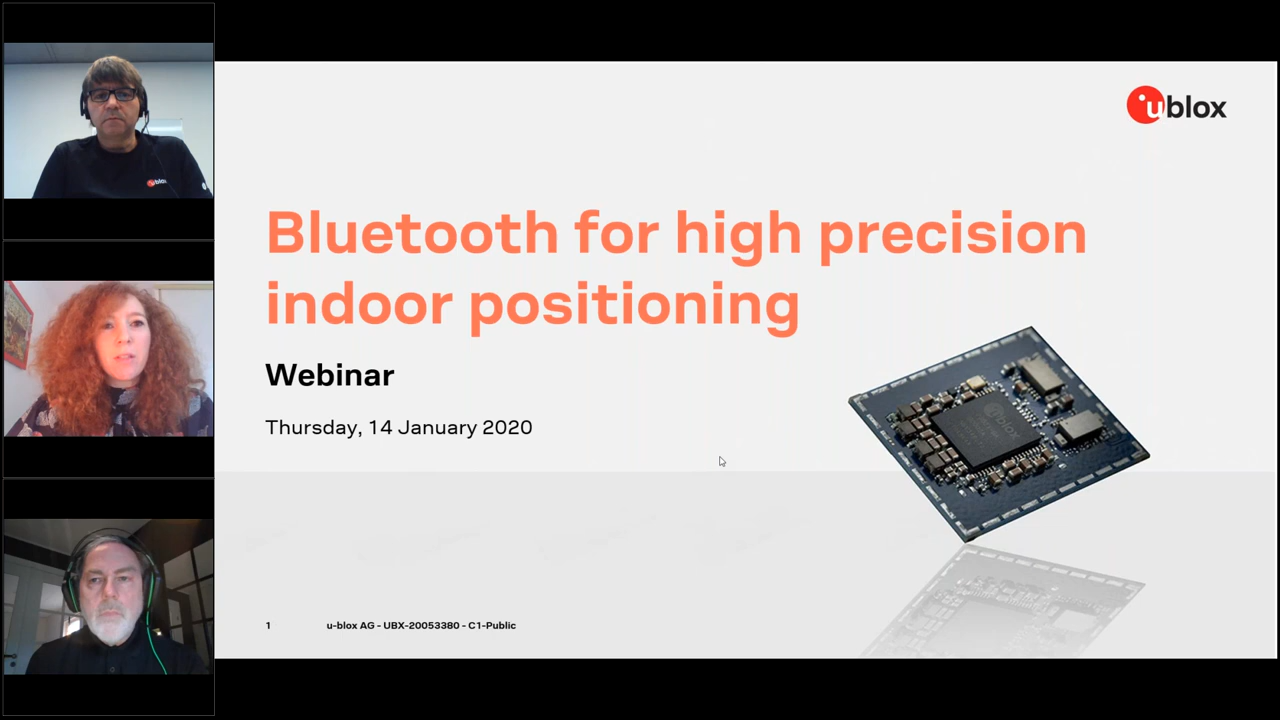 ublox
Bluetooth for high precision
indoor positioning
Webinar
Thursday, 14 January 2020
1 u-blox AG - UBX-20053380 - C1-Public
ublox